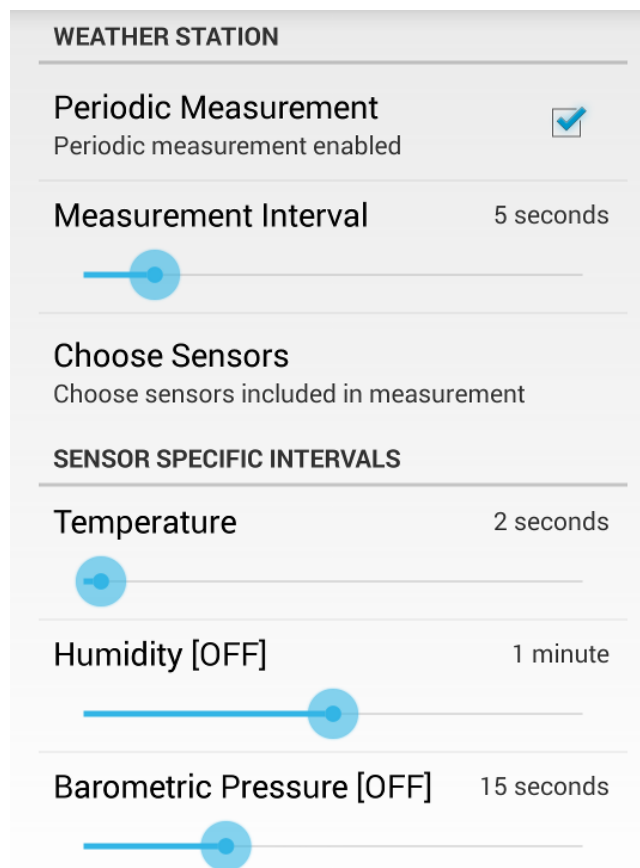 WEATHER STATION
Periodic Measurement
Periodic measurement enabled
Measurement Interval 5 seconds
Choose Sensors
Choose sensors included in measurement
SENSOR SPECIFIC INTERVALS
Temperature 2 seconds
Humidity [OFF] 1 minute
Barometric Pressure [OFF] 15 seconds